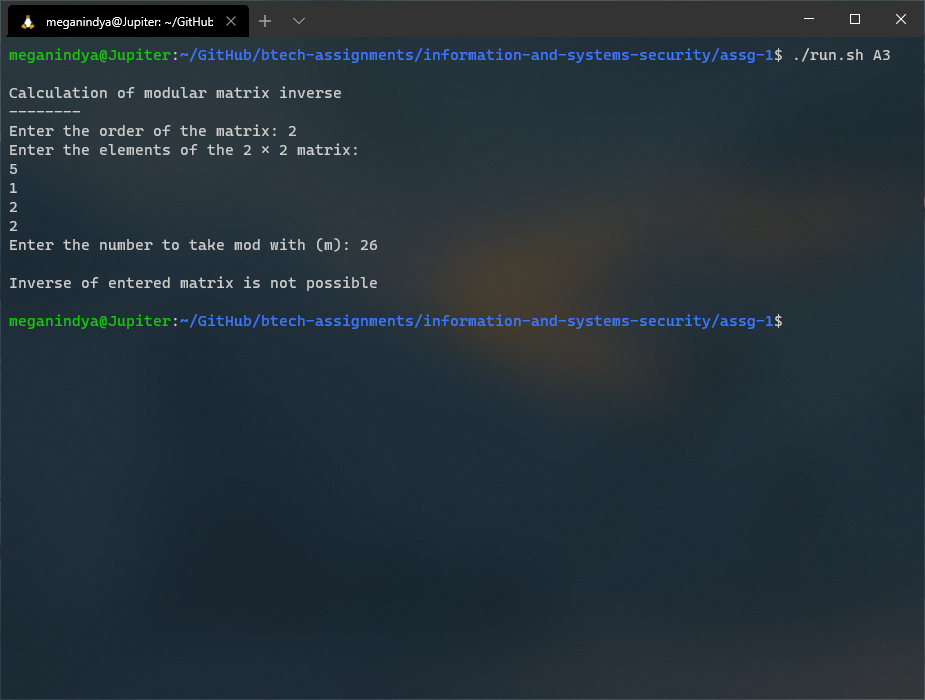 meganindya@Jupiter: ~/GitHub
meganindya@Jupiter:~/GitHub/btech-assignments/information-and-systems-security/assg-1$ ./run.sh A3
Calculation of modular matrix inverse
--------
Enter the order of the matrix: 2
Enter the elements of the 2 × 2 matrix:
5
1
2
2
Enter the number to take mod with (m): 26
Inverse of entered matrix is not possible
meganindya@Jupiter:~/GitHub/btech-assignments/information-and-systems-security/assg-1$